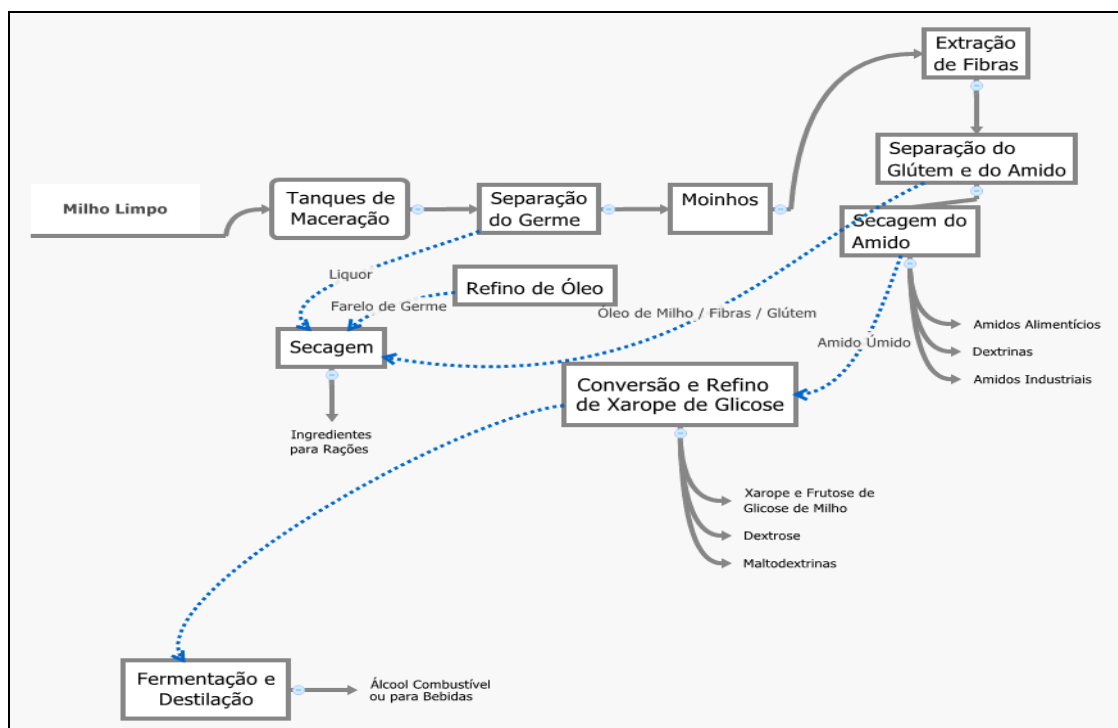 Extração
de Fibras
Separação do
Glútem e do Amido
Milho Limpo
Tanques de
Maceração
Separação
do Germe
Moinhos
Secagem do
Amido
Liquor
Farelo de Germe
Refino de Óleo
Óleo de Milho / Fibras / Glútem
Amido Úmido
Amidos Alimentícios
Dextrinas
Amidos Industriais
Secagem
Conversão e Refino
de Xarope de Glicose
Ingredientes
para Rações
Xarope e Frutose de
Glicose de Milho
Dextrose
Maltodextrinas
Fermentação e
Destilação
Álcool Combustível
ou para Bebidas